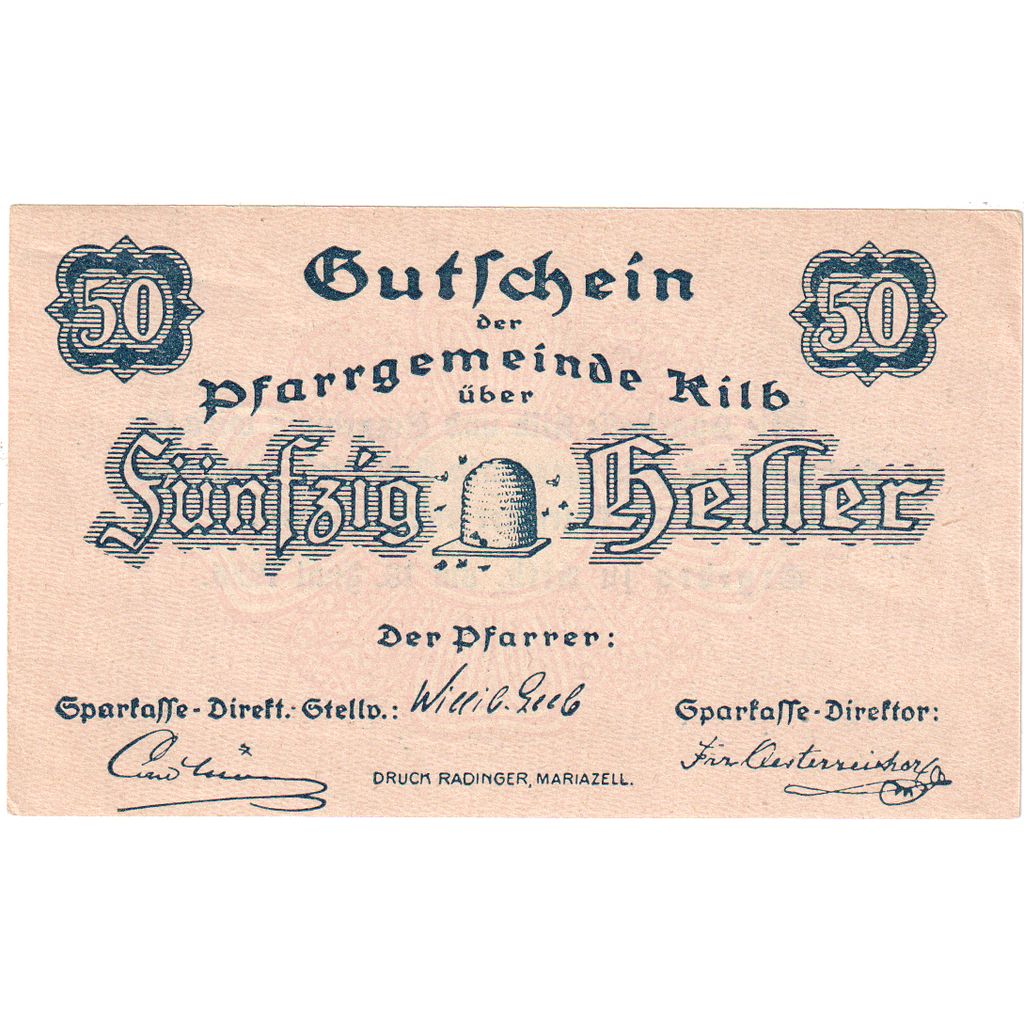 50 Gutschein 50
der
Pfarrgemeinde Kilb
über
Fünfzig Heller
Der Pfarrer:
Sparkasse-Direkt.-Stellv.:
Sparkasse-Direktor:
Oesterreicher
DRUCK RADINGER, MARIAZELL.